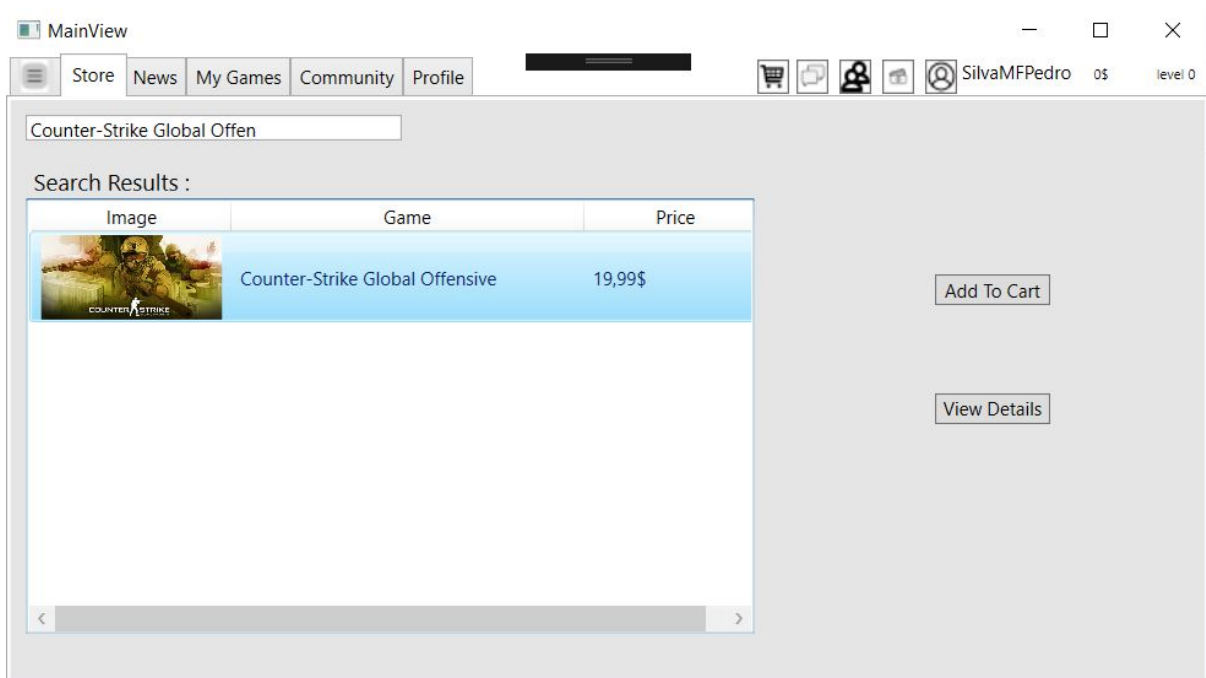 MainView
Store News My Games Community Profile SilvaMFPedro 0$ level 0
Counter-Strike Global Offen
Search Results :
Image Game Price
COUNTER STRIKE
Counter-Strike Global Offensive 19,99$
Add To Cart
View Details